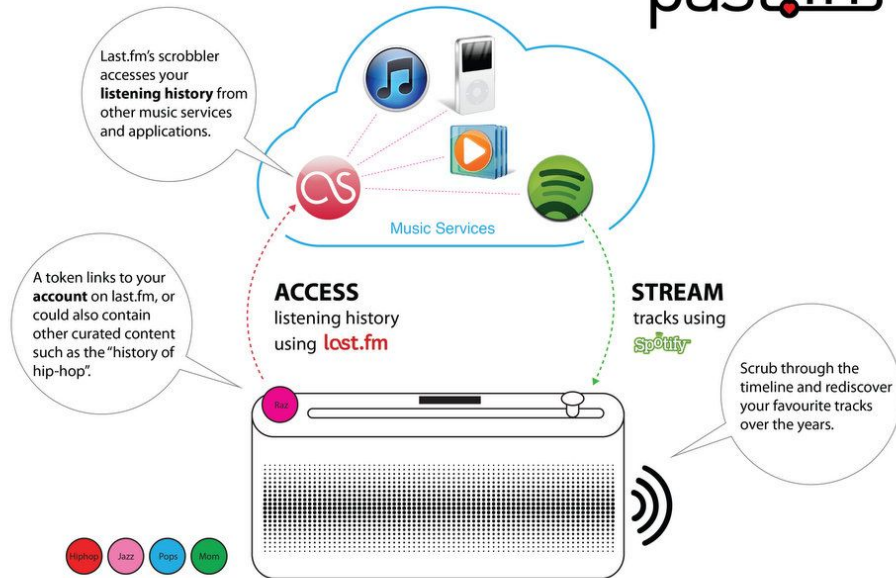 past.fm
Last.fm's scrobbler
accesses your
listening history from
other music services
and applications.
Music Services
A token links to your
account on last.fm, or
could also contain
other curated content
such as the "history of
hip-hop".
ACCESS
listening history
using last.fm
STREAM
tracks using
Spotify
Scrub through the
timeline and rediscover
your favourite tracks
over the years.
Raz
Hiphop
Jazz
Pops
Mom